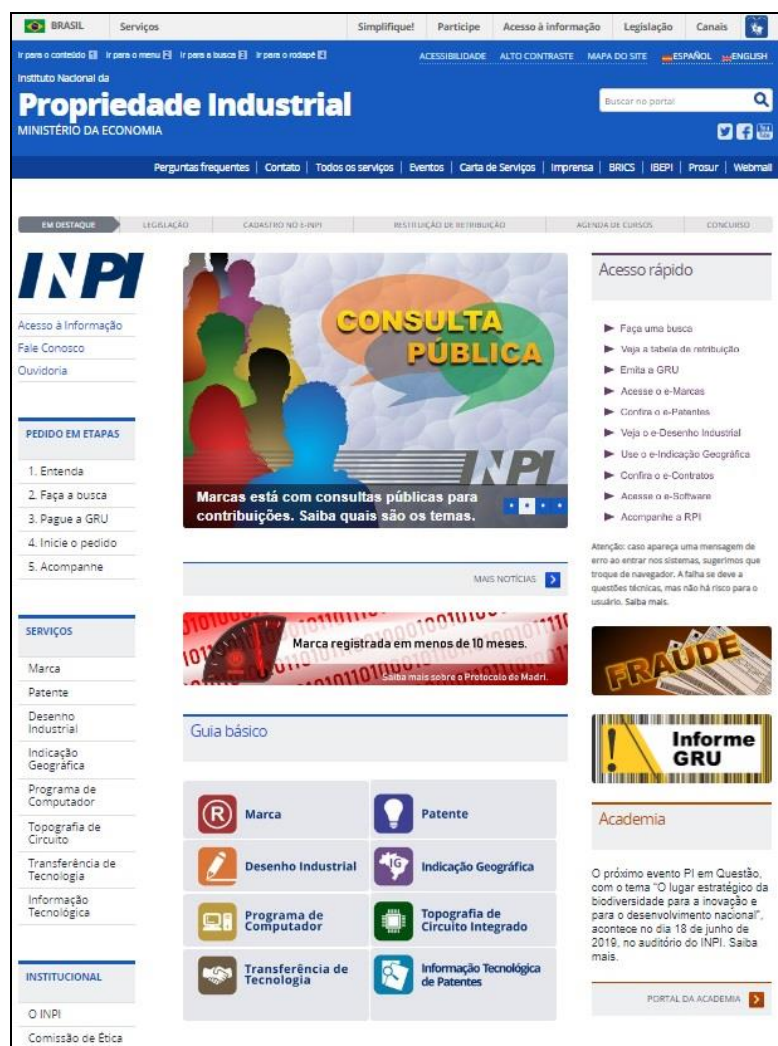 BRASIL Serviços Simplifique! Participe Acesso à informação Legislação Canais
Ir para o conteúdo 1 Ir para o menu 2 Ir para a busca 3 Ir para o rodapé 4 ACESSIBILIDADE ALTO CONTRASTE MAPA DO SITE ESPAÑOL ENGLISH
Instituto Nacional da
Propriedade Industrial
MINISTÉRIO DA ECONOMIA
Buscar no portal
Perguntas frequentes | Contato | Todos os serviços | Eventos | Carta de Serviços | Imprensa | BRICS | IBEPI | Prosur | Webmail
EM DESTAQUE LEGISLAÇÃO CADASTRO NO E-INPI RESTITUIÇÃO DE RETRIBUIÇÃO AGENDA DE CURSOS CONCURSO
INPI
Acesso à Informação
Fale Conosco
Ouvidoria
PEDIDO EM ETAPAS
1. Entenda
2. Faça a busca
3. Pague a GRU
4. Inicie o pedido
5. Acompanhe
SERVIÇOS
Marca
Patente
Desenho
Industrial
Indicação
Geográfica
Programa de
Computador
Topografia de
Circuito
Transferência de
Tecnologia
Informação
Tecnológica
INSTITUCIONAL
O INPI
Comissão de Ética
CONSULTA
PÚBLICA
INPI
Marcas está com consultas públicas para
contribuições. Saiba quais são os temas.
MAIS NOTÍCIAS
Marca registrada em menos de 10 meses.
Saiba mais sobre o Protocolo de Madri.
Guia básico
R Marca
Patente
Desenho Industrial
IG Indicação Geográfica
Programa de
Computador
Topografia de
Circuito Integrado
Transferência de
Tecnologia
Informação Tecnológica
de Patentes
Acesso rápido
Faça uma busca
Veja a tabela de retribuição
Emita a GRU
Acesse o e-Marcas
Confira o e-Patentes
Veja o e-Desenho Industrial
Use o e-Indicação Geográfica
Confira o e-Contratos
Acesse o e-Software
Acompanhe a RPI
Atenção: caso apareça uma mensagem de
erro ao entrar nos sistemas, sugerimos que
troque de navegador. A falha se deve a
questões técnicas, mas não há risco para o
usuário. Saiba mais.
FRAUDE
Informe
GRU
Academia
O próximo evento PI em Questão,
com o tema "O lugar estratégico da
biodiversidade para a inovação e
para o desenvolvimento nacional",
acontece no dia 18 de junho de
2019, no auditório do INPI. Saiba
mais.
PORTAL DA ACADEMIA